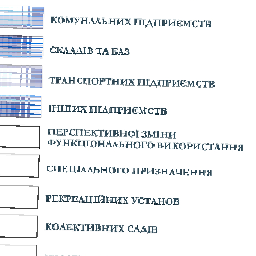 КОМУНАЛЬНИХ ПІДПРИЄМСТВ
СКЛАДІВ ТА БАЗ
ТРАНСПОРТНИХ ПІДПРИЄМСТВ
ІНШИХ ПІДПРИЄМСТВ
ПЕРСПЕКТИВНОЇ ЗМІНИ
ФУНКЦІОНАЛЬНОГО ВИКОРИСТАННЯ
СПЕЦІАЛЬНОГО ПРИЗНАЧЕННЯ
РЕКРЕАЦІЙНИХ УСТАНОВ
КОЛЕКТИВНИХ САДІВ